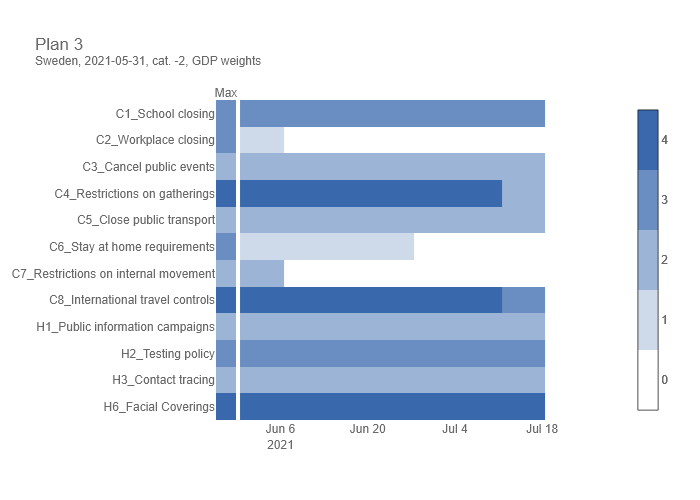 Plan 3
Sweden, 2021-05-31, cat. -2, GDP weights
Max
C1_School closing
C2_Workplace closing
C3_Cancel public events
C4_Restrictions on gatherings
C5_Close public transport
C6_Stay at home requirements
C7_Restrictions on internal movement
C8_International travel controls
H1_Public information campaigns
H2_Testing policy
H3_Contact tracing
H6_Facial Coverings
Jun 6
2021
Jun 20
Jul 4
Jul 18
4
3
2
1
0